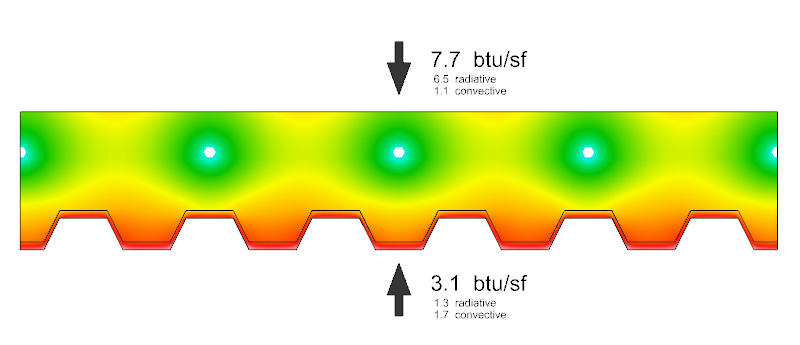 7.7 btu/sf
6.5 radiative
1.1 convective
3.1 btu/sf
1.3 radiative
1.7 convective